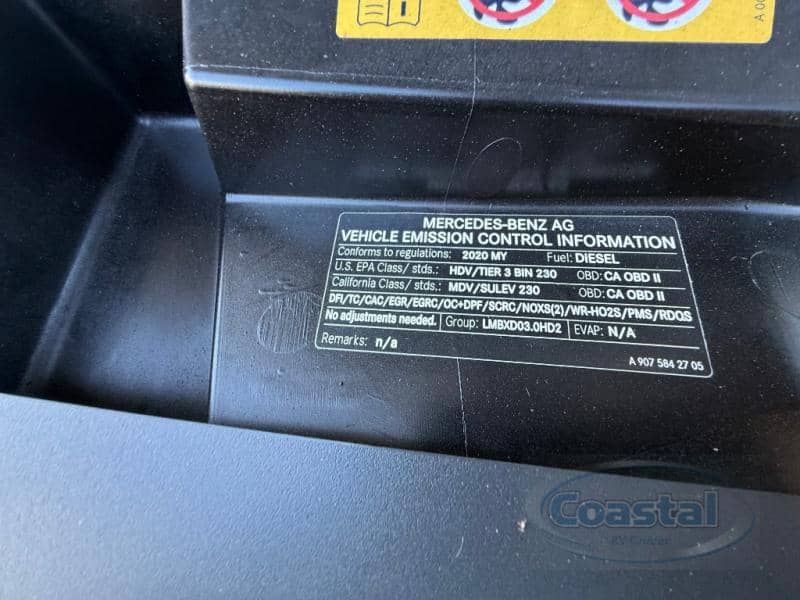 A 00
MERCEDES-BENZ AG
VEHICLE EMISSION CONTROL INFORMATION
Conforms to regulations: 2020 MY Fuel: DIESEL
U.S. EPA Class/ stds.: HDV/TIER 3 BIN 230 OBD: CA OBD II
California Class/ stds.: MDV/SULEV 230 OBD: CA OBD II
DFI/TC/CAC/EGR/EGRC/OC+DPF/SCRC/NOXS(2)/WR-HO2S/PMS/RDQS
No adjustments needed. Group: LMBXD03.0HD2 EVAP: N/A
Remarks: n/a
A 907 584 27 05
Coastal